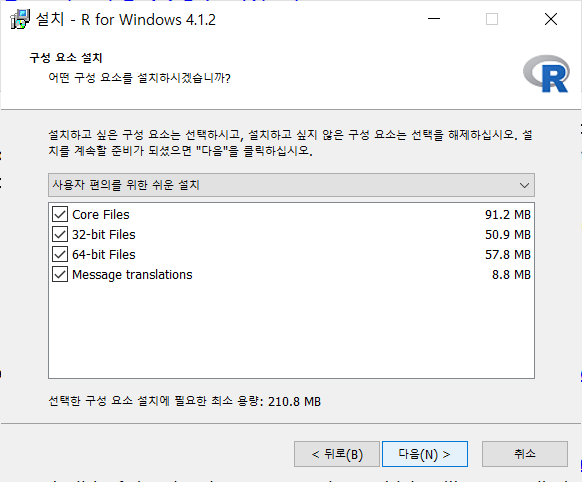 설치 - R for Windows 4.1.2
구성 요소 설치
어떤 구성 요소를 설치하시겠습니까?
R
설치하고 싶은 구성 요소는 선택하시고, 설치하고 싶지 않은 구성 요소는 선택을 해제하십시오. 설
치를 계속할 준비가 되셨으면 "다음"을 클릭하십시오.
사용자 편의를 위한 쉬운 설치
Core Files 91.2 MB
32-bit Files 50.9 MB
64-bit Files 57.8 MB
Message translations 8.8 MB
선택한 구성 요소 설치에 필요한 최소 용량: 210.8 MB
< 뒤로(B) 다음(N) > 취소